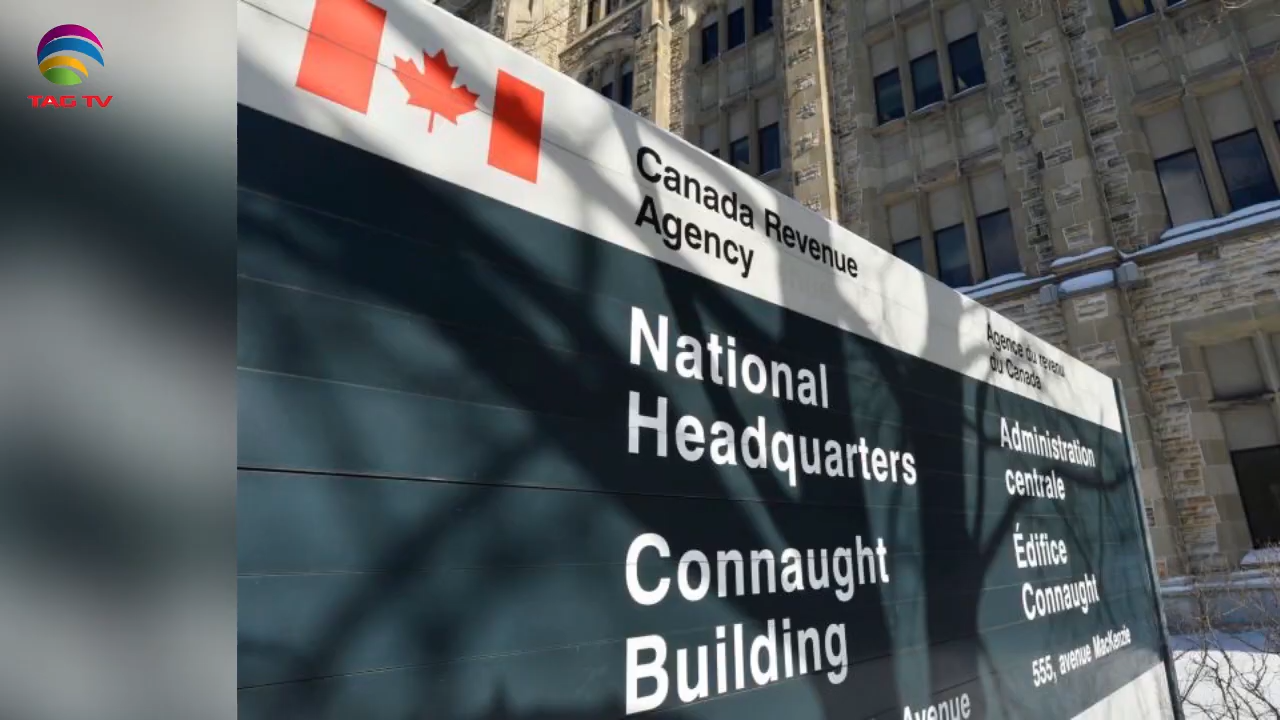 TAG TV
Canada Revenue
Agency
Agence du revenu
du Canada
National
Headquarters
Connaught
Building
Avenue
Administration
centrale
Édifice
Connaught
555, avenue MacKenzie